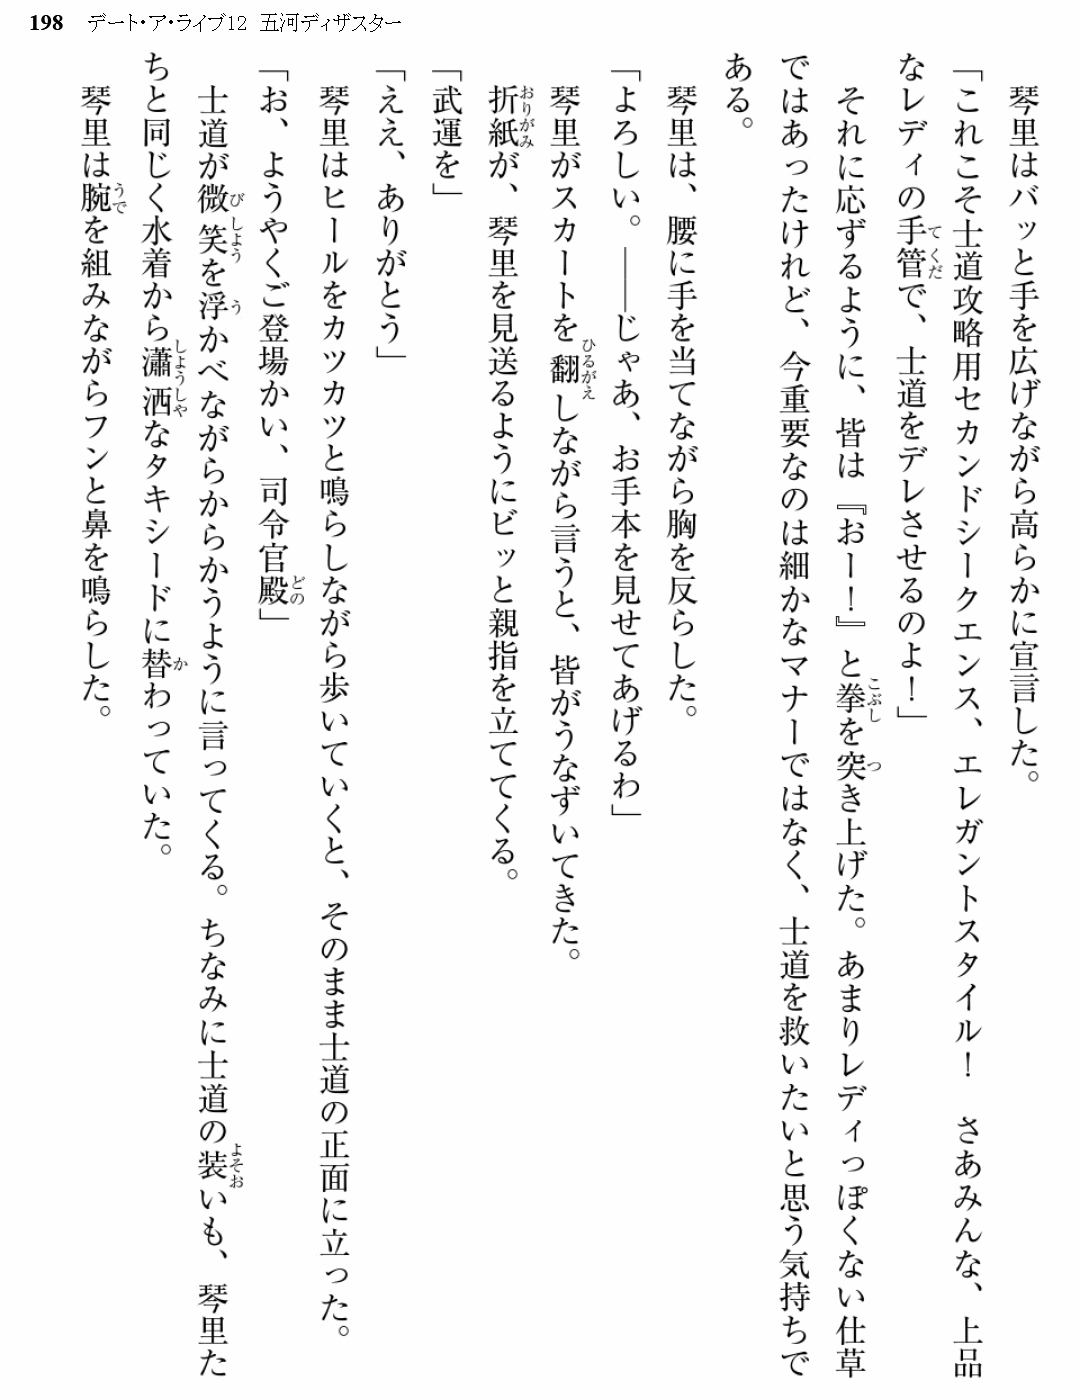 198 デート・ア・ライブ12 五河ディザスター
　琴里はバッと手を広げながら高らかに宣言した。
「これこそ士道攻略用セカンドシークエンス、エレガントスタイル！　さあみんな、上品
なレディの手管で、士道をデレさせるのよ！」
　それに応ずるように、皆は『おー！』と拳を突き上げた。あまりレディっぽくない仕草
ではあったけれど、今重要なのは細かなマナーではなく、士道を救いたいと思う気持ちで
ある。
　琴里は、腰に手を当てながら胸を反らした。
「よろしい。――じゃあ、お手本を見せてあげるわ」
　琴里がスカートを翻しながら言うと、皆がうなずいてきた。
　折紙が、琴里を見送るようにビッと親指を立ててくる。
「武運を」
「ええ、ありがとう」
　琴里はヒールをカツカツと鳴らしながら歩いていくと、そのまま士道の正面に立った。
「お、ようやくご登場かい、司令官殿」
　士道が微笑を浮かべながらからかうように言ってくる。ちなみに士道の装いも、琴里た
ちと同じく水着から瀟洒なタキシードに替わっていた。
　琴里は腕を組みながらフンと鼻を鳴らした。